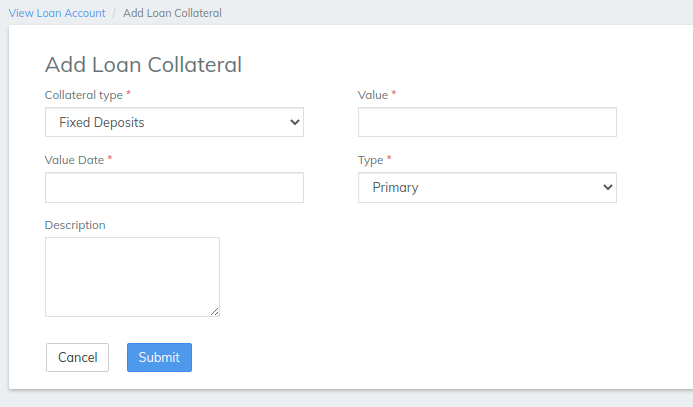 View Loan Account / Add Loan Collateral
Add Loan Collateral
Collateral type * Value *
Fixed Deposits
Value Date * Type *
Primary
Description
Cancel Submit